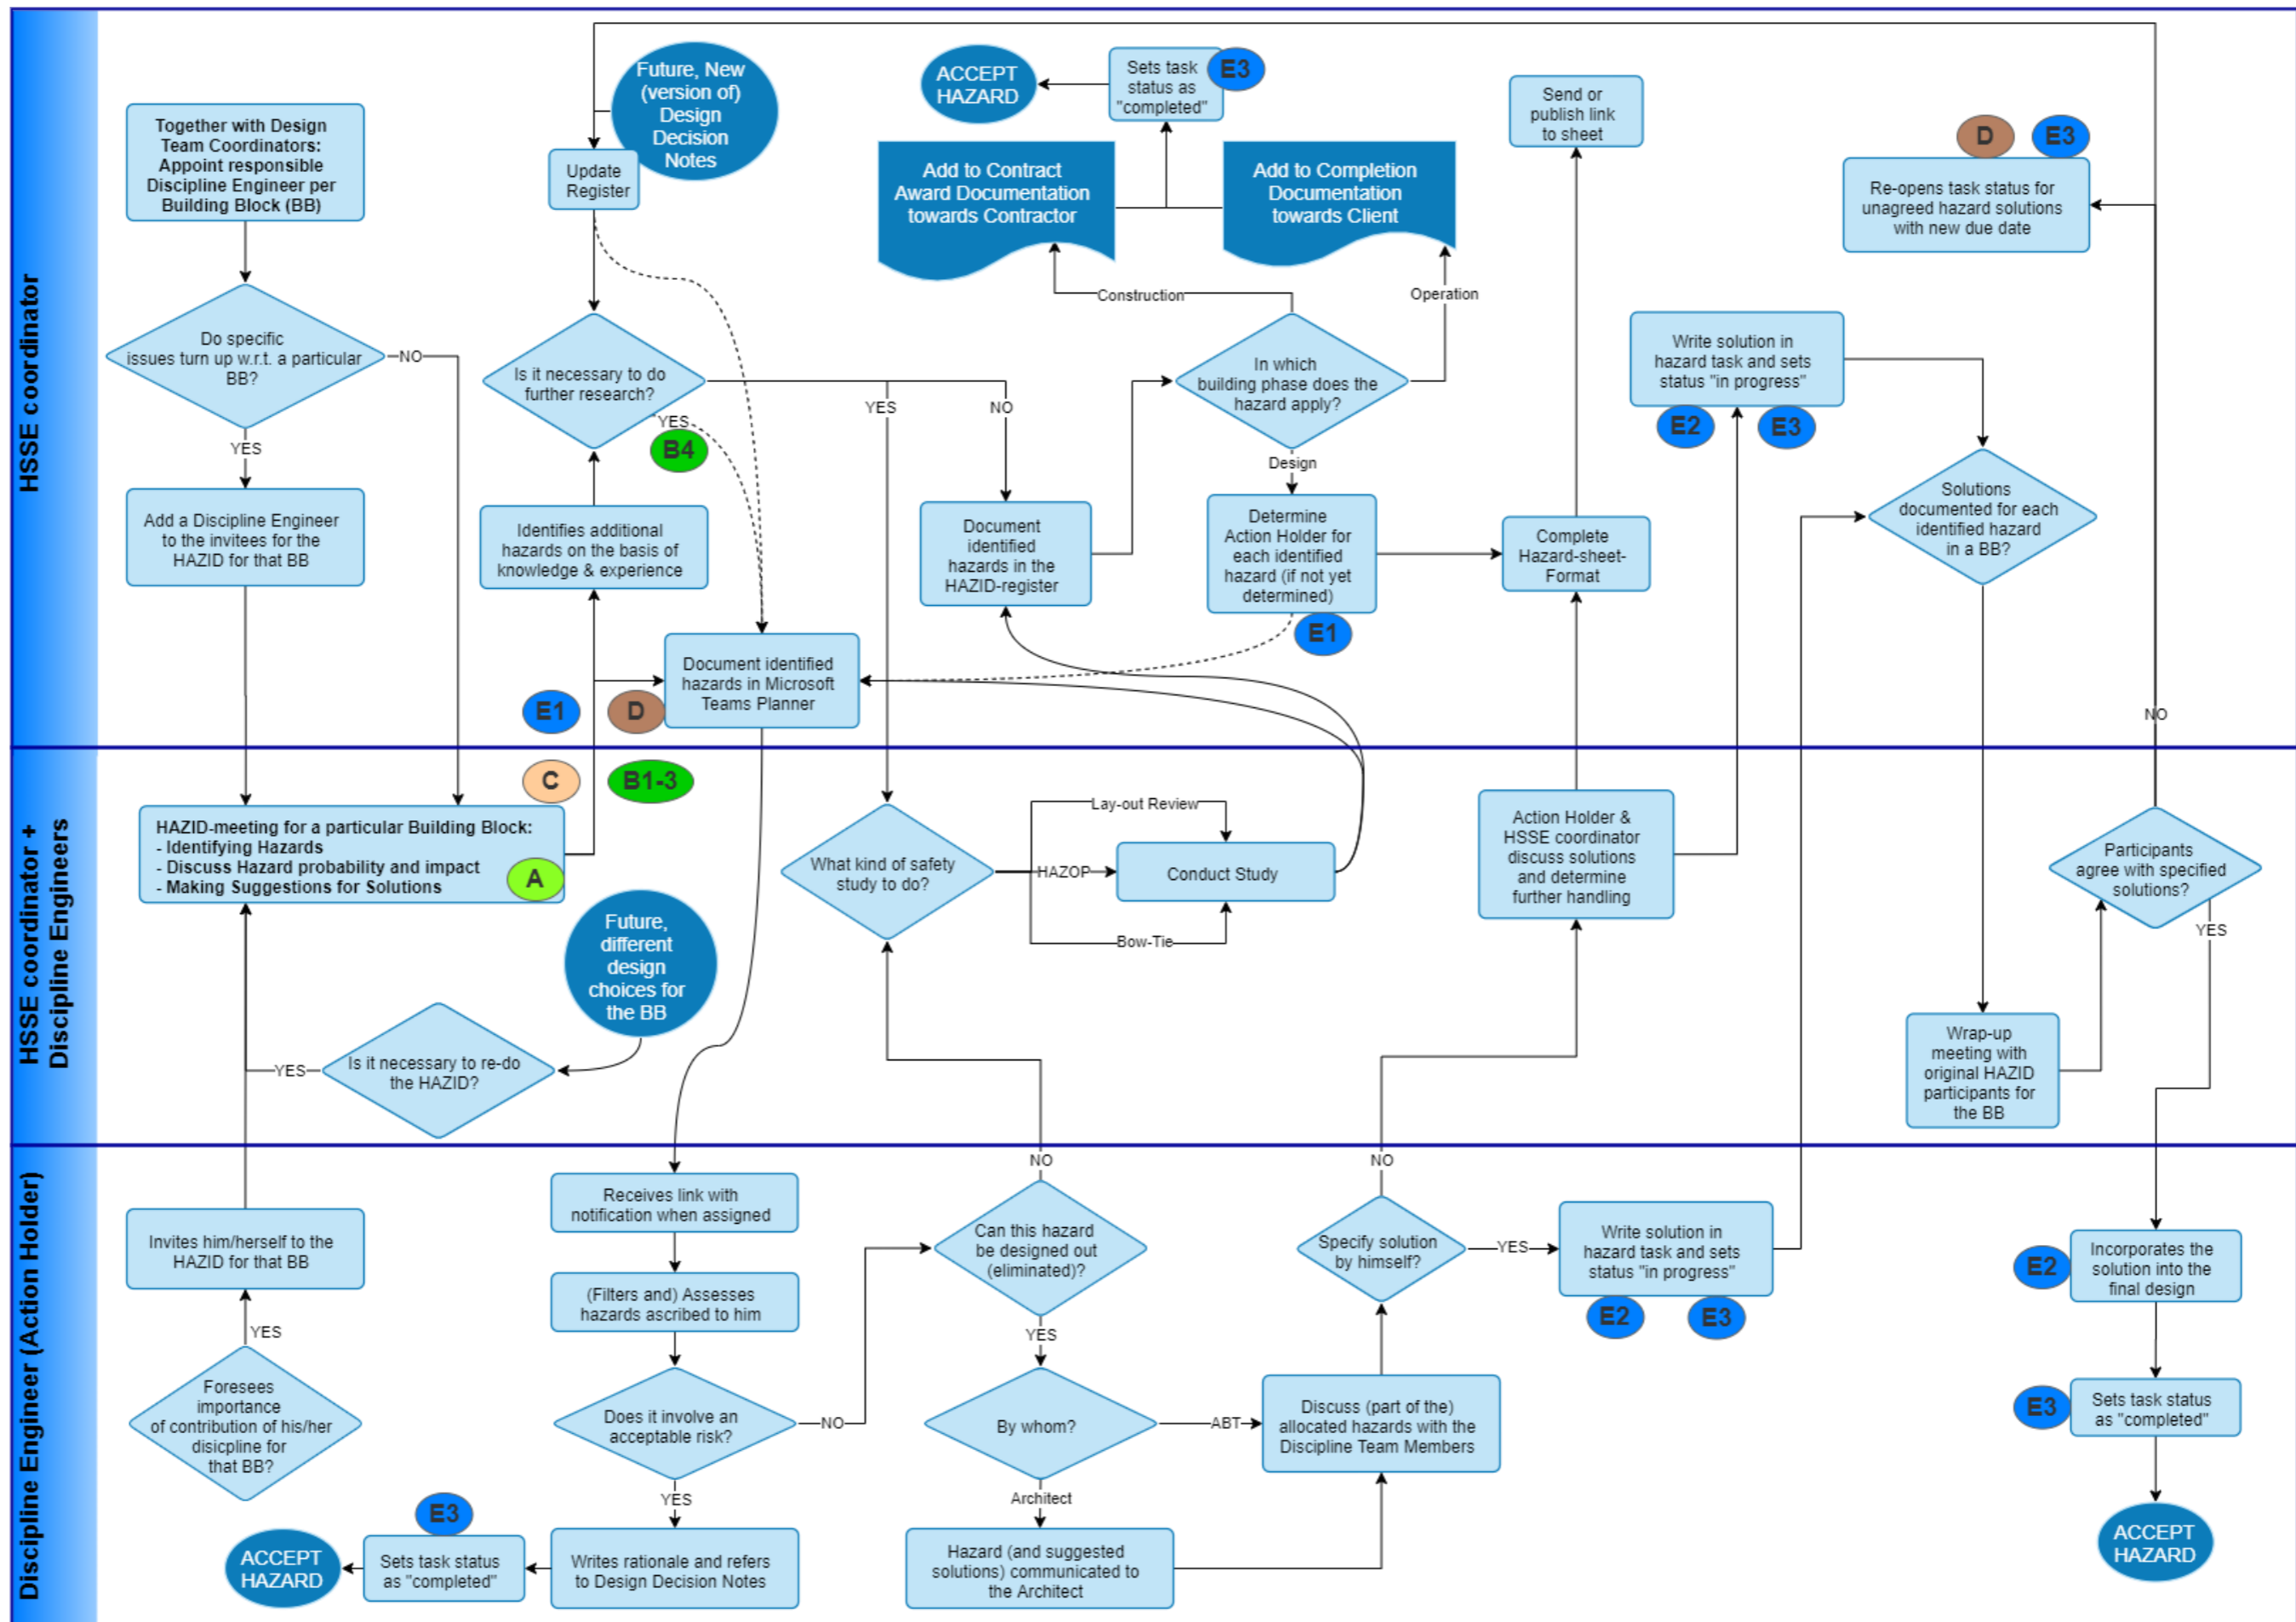 HSSE coordinator
Together with Design
Team Coordinators:
Appoint responsible
Discipline Engineer per
Building Block (BB)
Do specific
issues turn up w.r.t. a particular
BB?
NO
YES
Add a Discipline Engineer
to the invitees for the
HAZID for that BB
Future, New
(version of)
Design
Decision
Notes
Update
Register
Is it necessary to do
further research?
YES
B4
YES
NO
Identifies additional
hazards on the basis of
knowledge & experience
Document identified
hazards in Microsoft
Teams Planner
E1
D
ACCEPT
HAZARD
Sets task
status as
"completed"
E3
Add to Contract
Award Documentation
towards Contractor
Add to Completion
Documentation
towards Client
Construction
Operation
In which
building phase does the
hazard apply?
Design
Document
identified
hazards in the
HAZID-register
Determine
Action Holder for
each identified
hazard (if not yet
determined)
E1
Send or
publish link
to sheet
Complete
Hazard-sheet-
Format
Write solution in
hazard task and sets
status "in progress"
E2
E3
D
E3
Re-opens task status for
unagreed hazard solutions
with new due date
Solutions
documented for each
identified hazard
in a BB?
NO
HSSE coordinator +
Discipline Engineers
C
B1-3
HAZID-meeting for a particular Building Block:
- Identifying Hazards
- Discuss Hazard probability and impact
- Making Suggestions for Solutions
A
Future,
different
design
choices for
the BB
Is it necessary to re-do
the HAZID?
YES
What kind of safety
study to do?
Lay-out Review
HAZOP
Bow-Tie
Conduct Study
Action Holder &
HSSE coordinator
discuss solutions
and determine
further handling
Participants
agree with specified
solutions?
YES
Wrap-up
meeting with
original HAZID
participants for
the BB
Discipline Engineer (Action Holder)
Invites him/herself to the
HAZID for that BB
YES
Foresees
importance
of contribution of his/her
disicpline for
that BB?
Receives link with
notification when assigned
(Filters and) Assesses
hazards ascribed to him
Does it involve an
acceptable risk?
NO
YES
Writes rationale and refers
to Design Decision Notes
E3
Sets task status
as "completed"
ACCEPT
HAZARD
NO
Can this hazard
be designed out
(eliminated)?
YES
By whom?
ABT
Architect
Hazard (and suggested
solutions) communicated to
the Architect
Discuss (part of the)
allocated hazards with the
Discipline Team Members
NO
Specify solution
by himself?
YES
Write solution in
hazard task and sets
status "in progress"
E2
E3
E2
Incorporates the
solution into the
final design
E3
Sets task status
as "completed"
ACCEPT
HAZARD